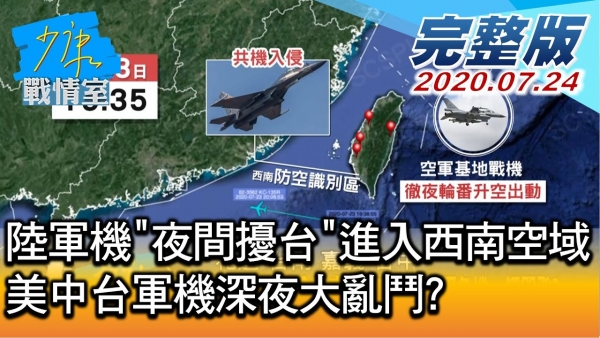 少康
戰情室
3日
35
共機入侵
完整版
2020.07.24
西南防空識別區
空軍基地戰機
徹夜輪番升空出動
陸軍機"夜間擾台"進入西南空域
美中台軍機深夜大亂鬥?